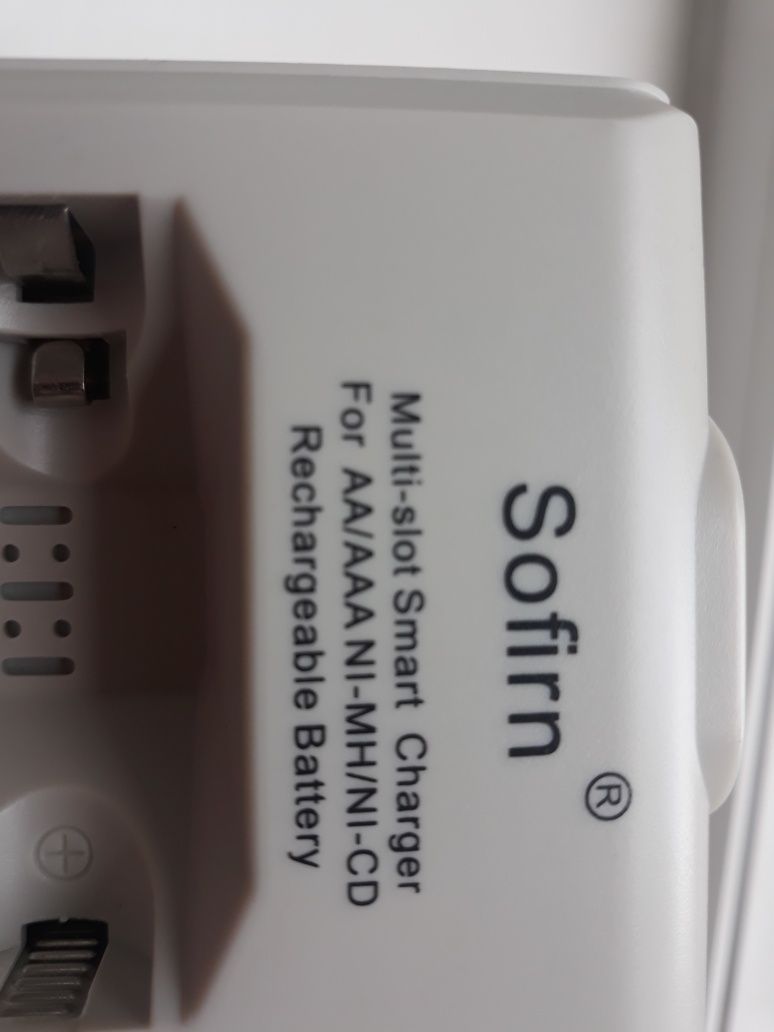 Sofirn®
Multi-slot Smart Charger
For AA/AAA NI-MH/NI-CD
Rechargeable Battery